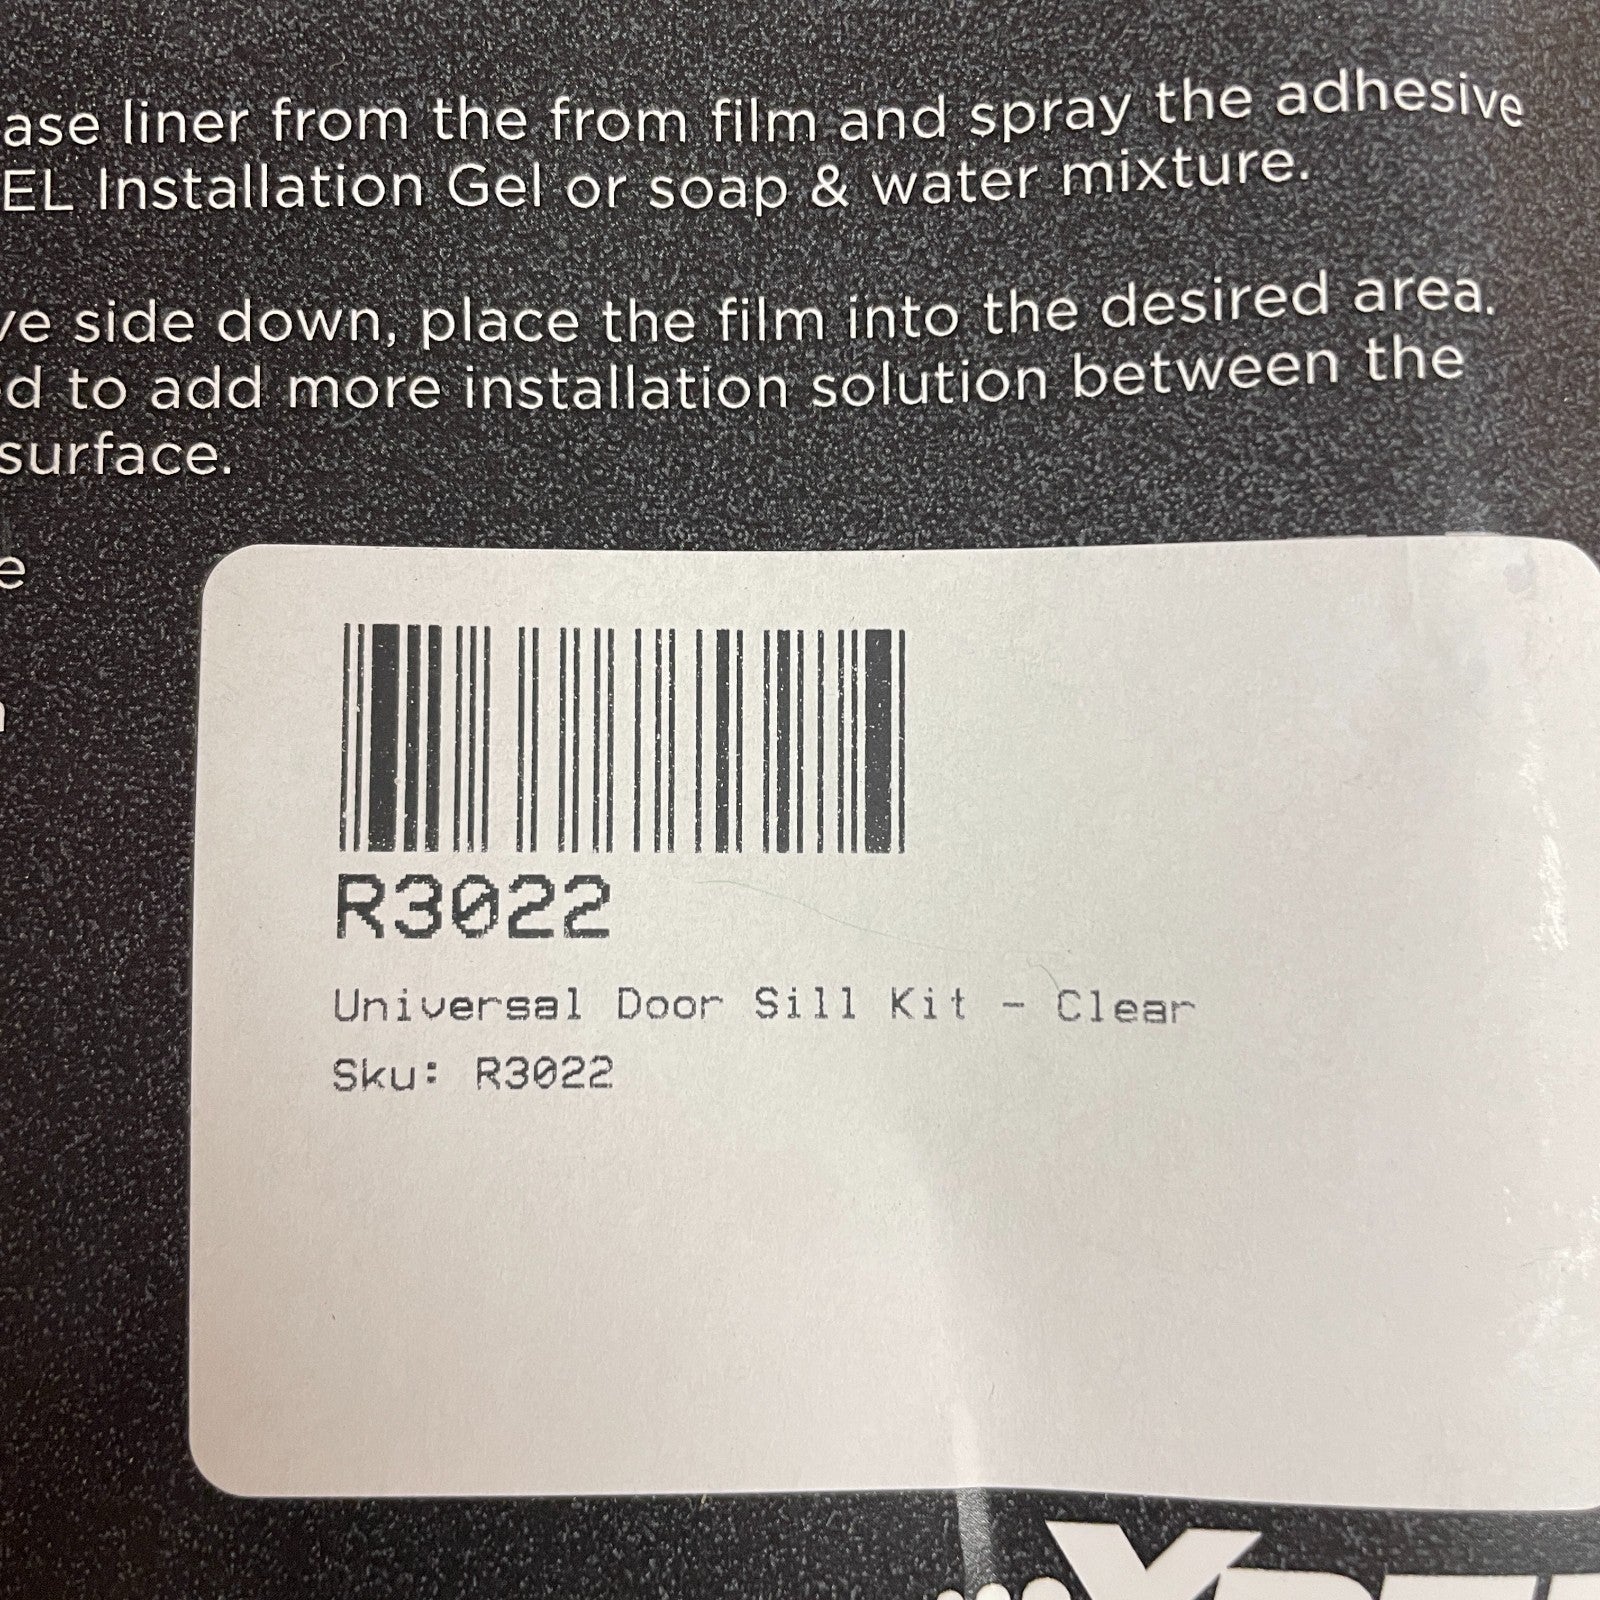 ase liner from the from film and spray the adhesive
EL Installation Gel or soap & water mixture.
ve side down, place the film into the desired area.
d to add more installation solution between the
surface.
e
R3022
Universal Door Sill Kit - Clear
Sku: R3022
XPEL